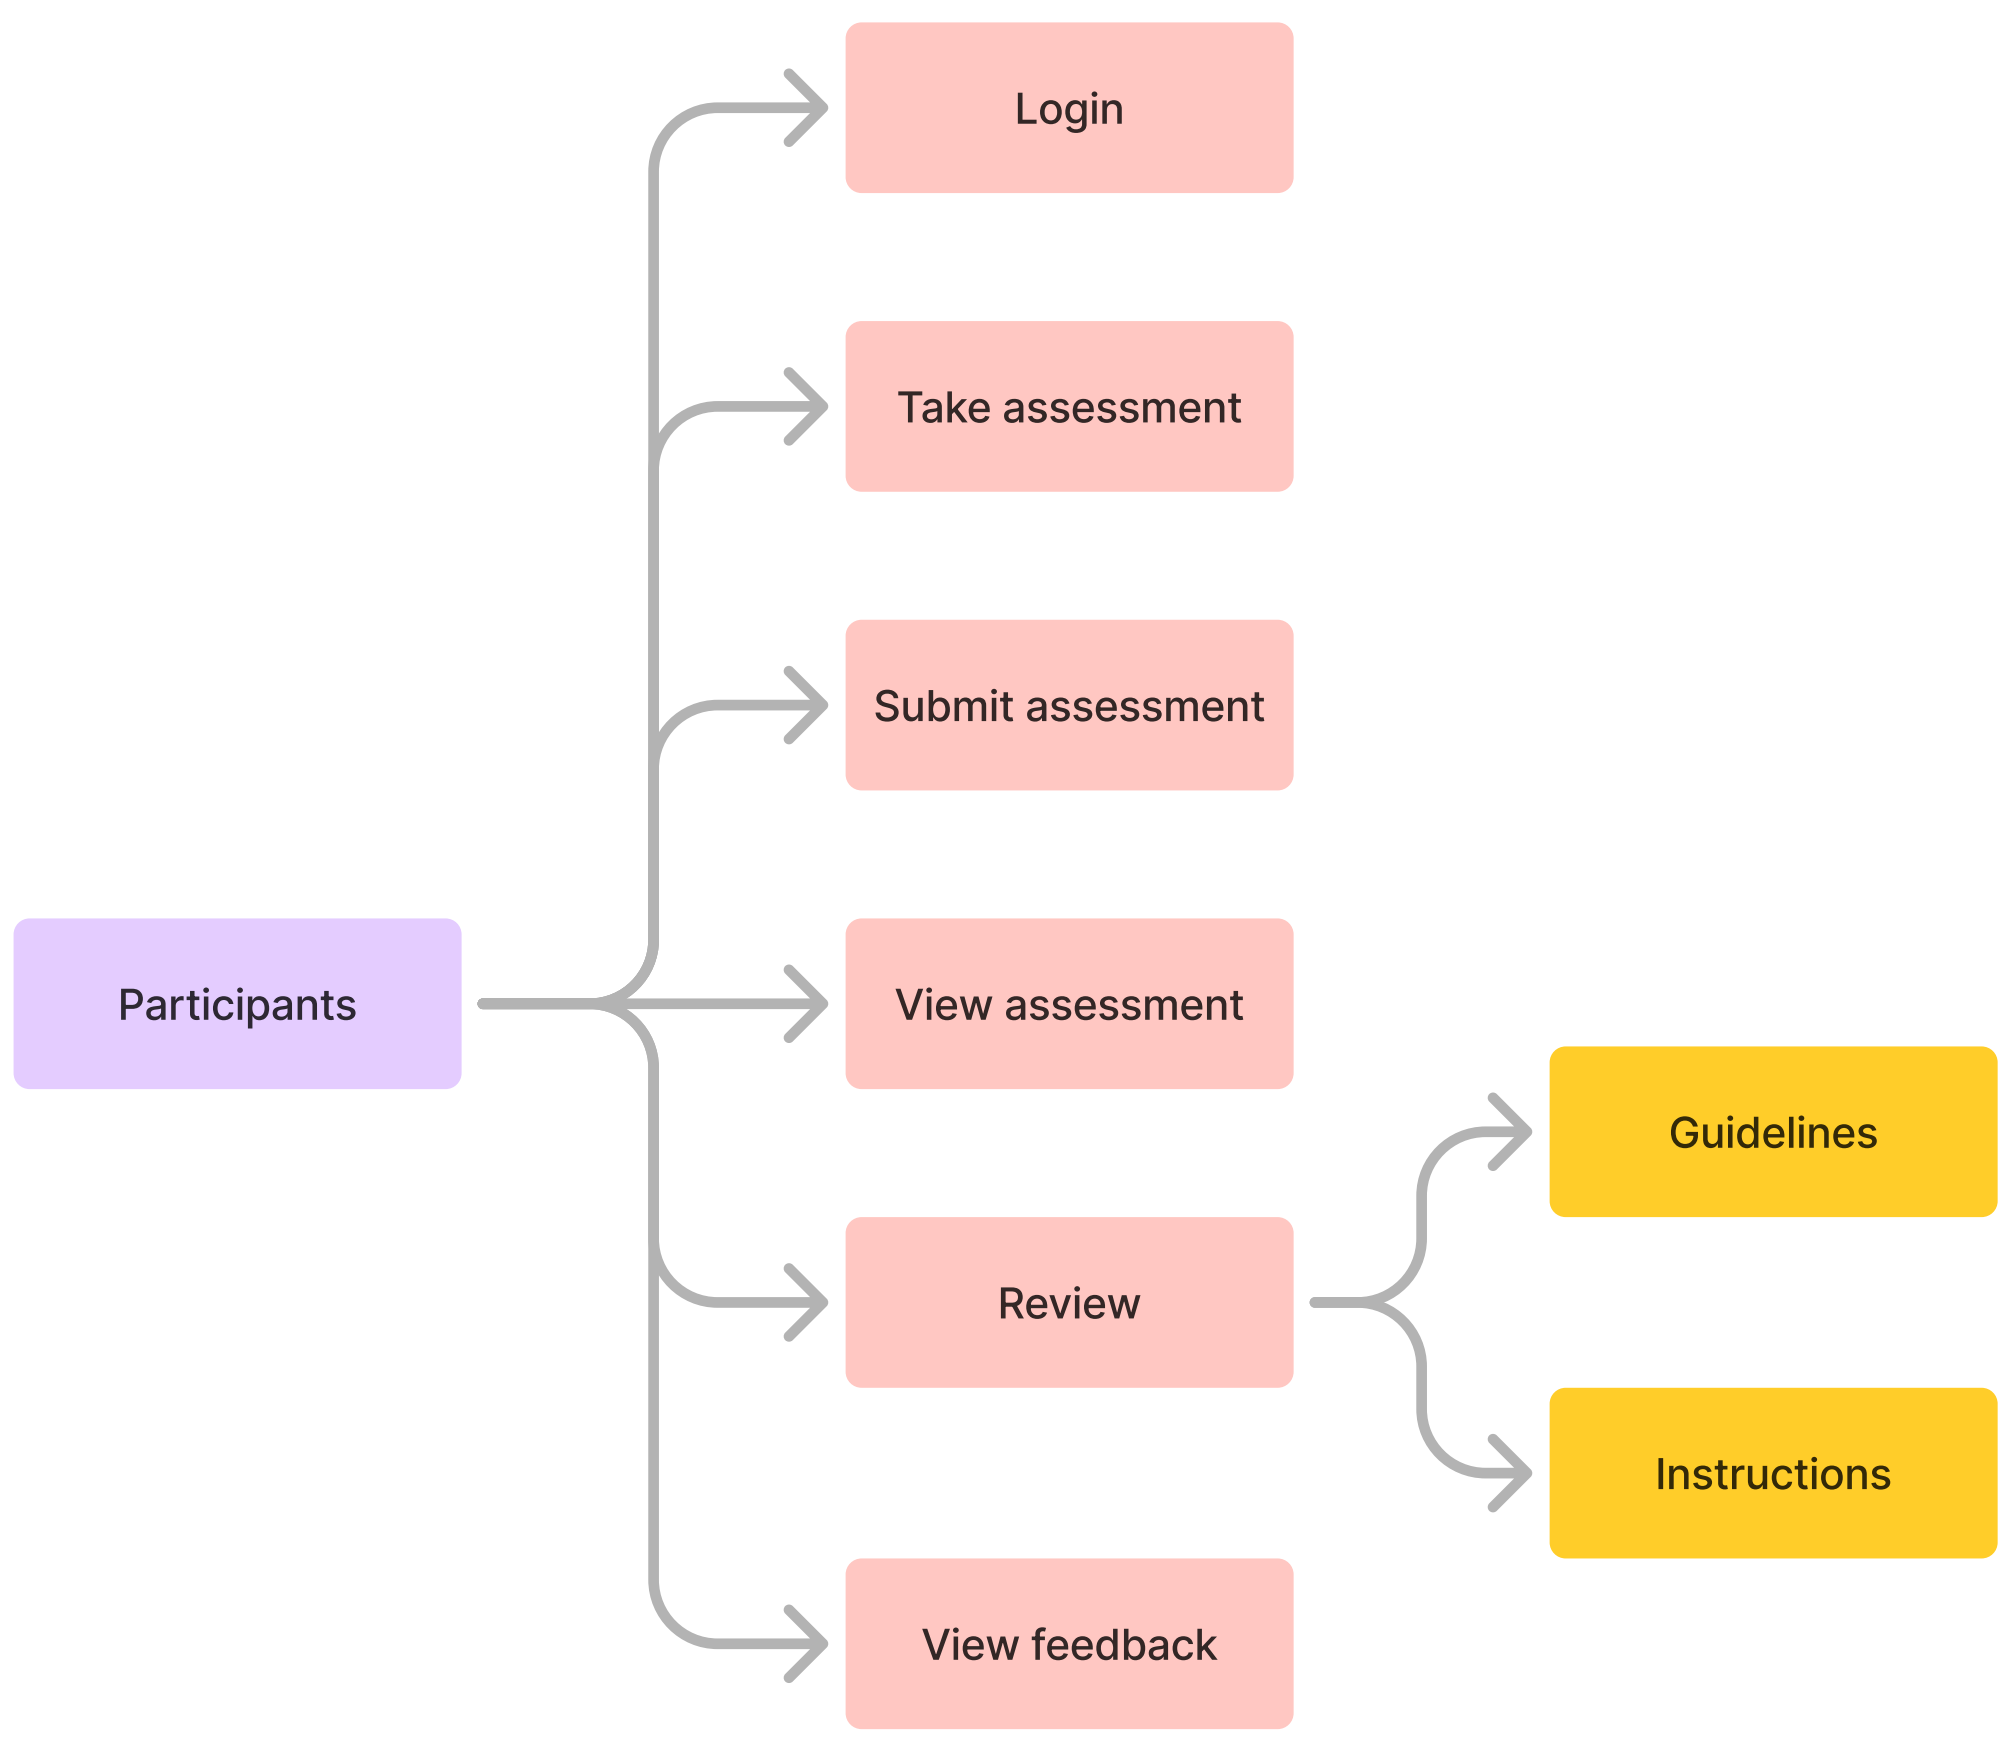 Participants
Login
Take assessment
Submit assessment
View assessment
Review
View feedback
Guidelines
Instructions